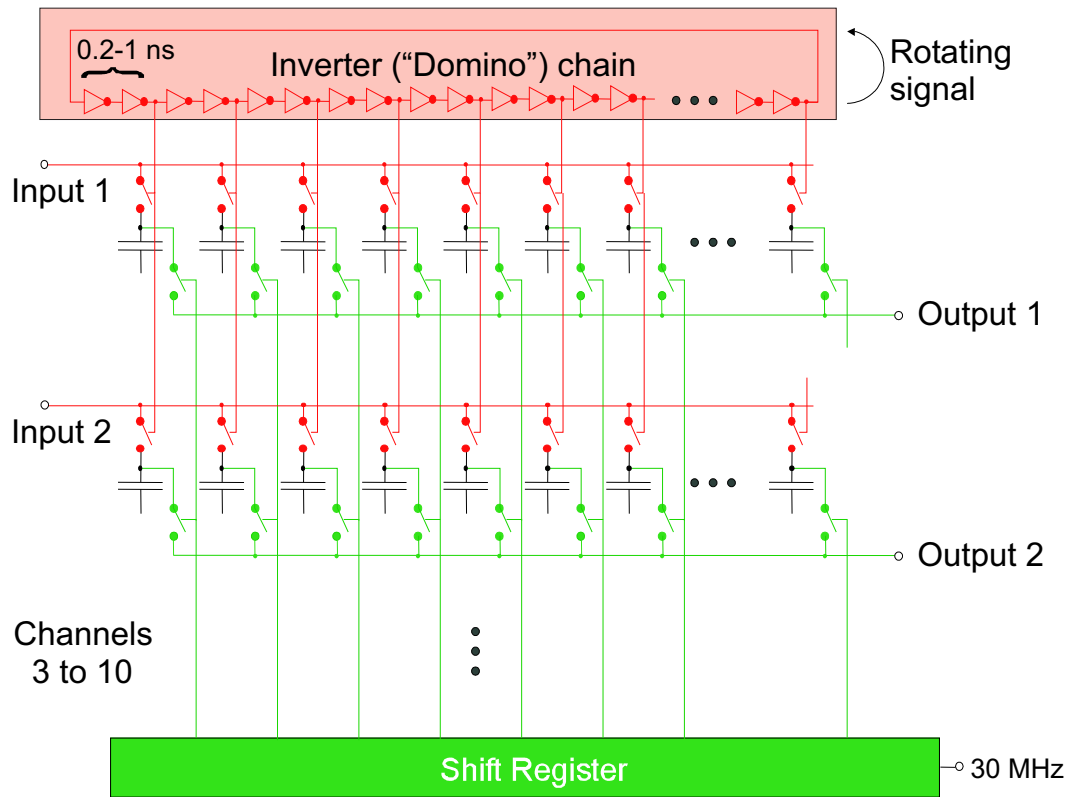 0.2-1 ns
Inverter (“Domino”) chain
Rotating
signal
Input 1
Output 1
Input 2
Output 2
Channels
3 to 10
Shift Register
30 MHz